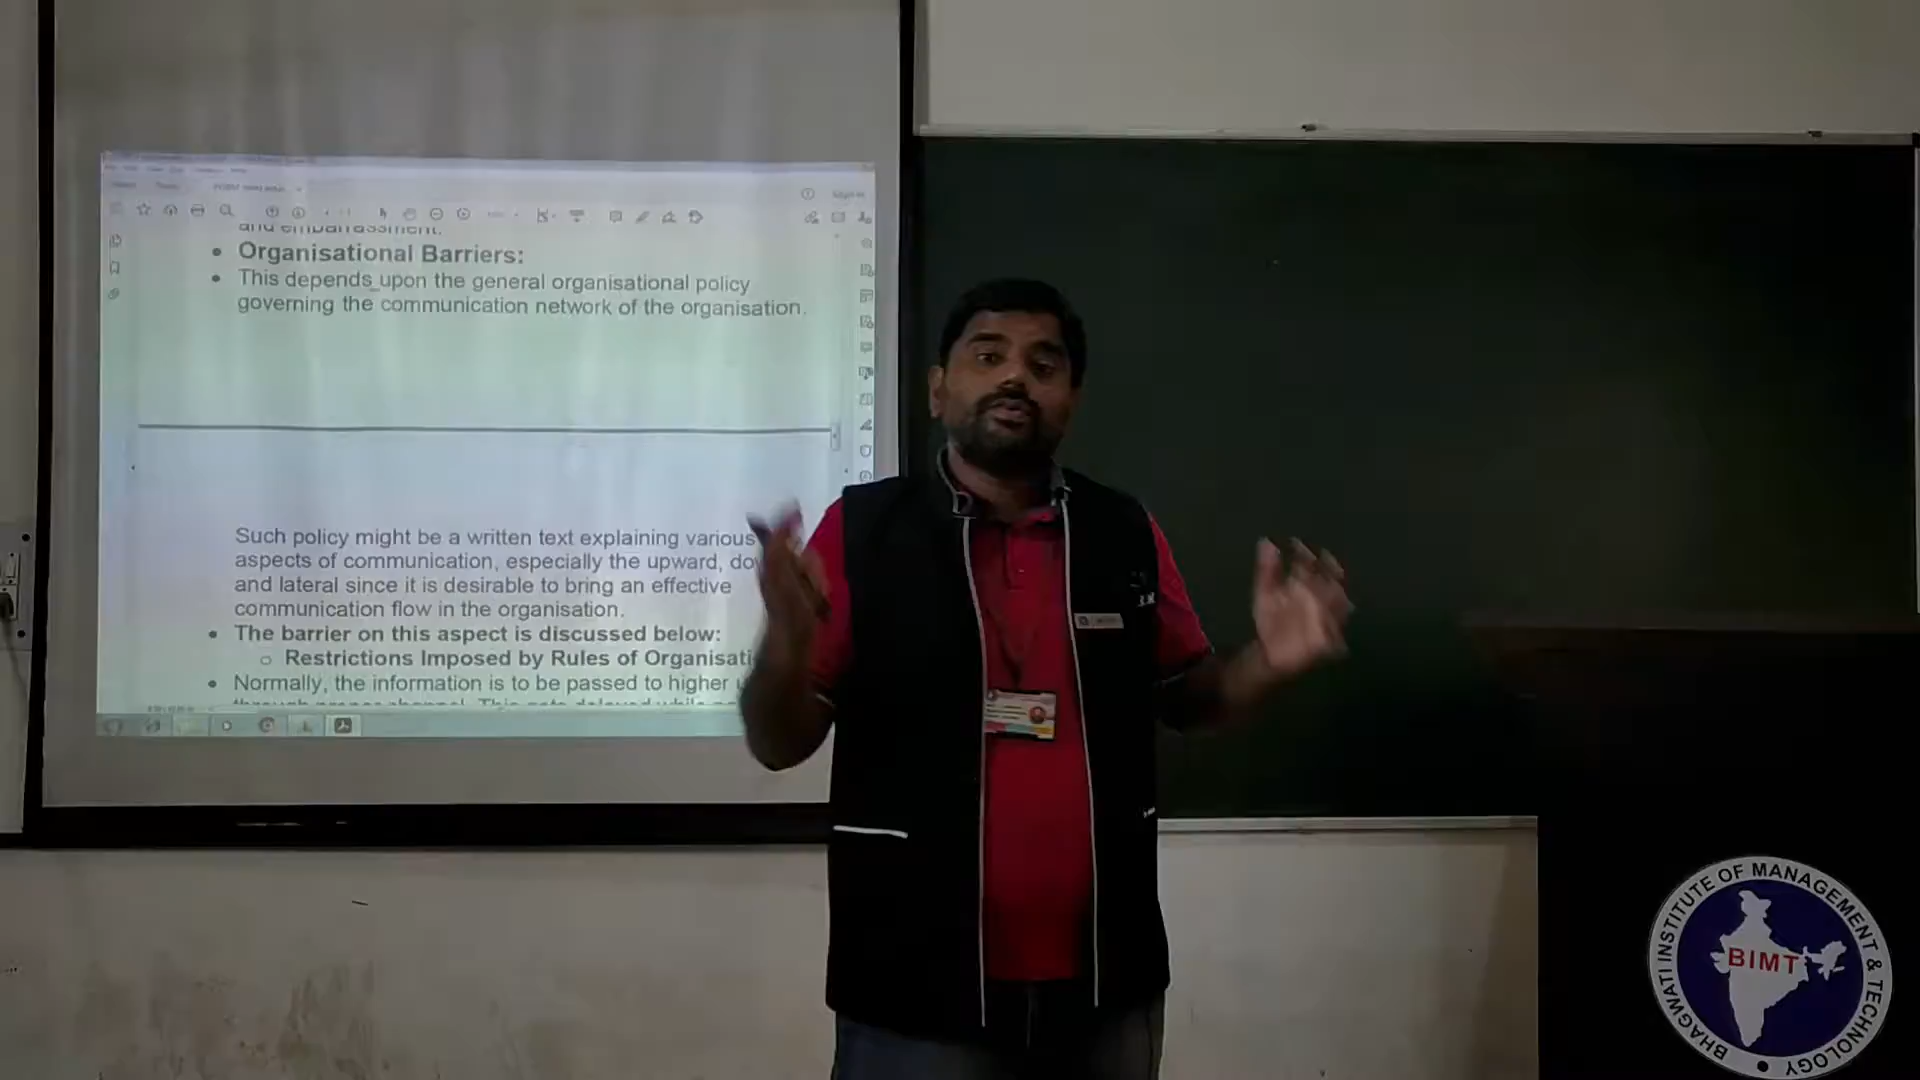 and embarrassment.
Organisational Barriers:
This depends upon the general organisational policy
governing the communication network of the organisation.
Such policy might be a written text explaining various
aspects of communication, especially the upward,
and lateral since it is desirable to bring an effective
communication flow in the organisation.
The barrier on this aspect is discussed below:
Restrictions Imposed by Rules of
Normally, the information is to be passed to higher
BHAGWATI INSTITUTE OF MANAGEMENT & TECHNOLOGY
BIMT